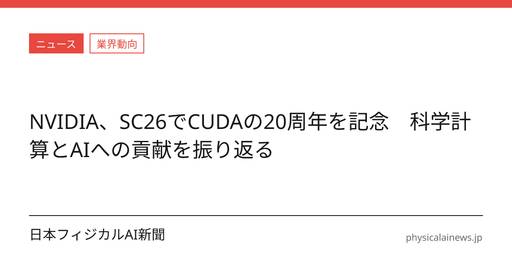 ニュース 業界動向
NVIDIA、SC26でCUDAの20周年を記念　科学計
算とAIへの貢献を振り返る
日本フィジカルAI新聞
physicalainews.jp